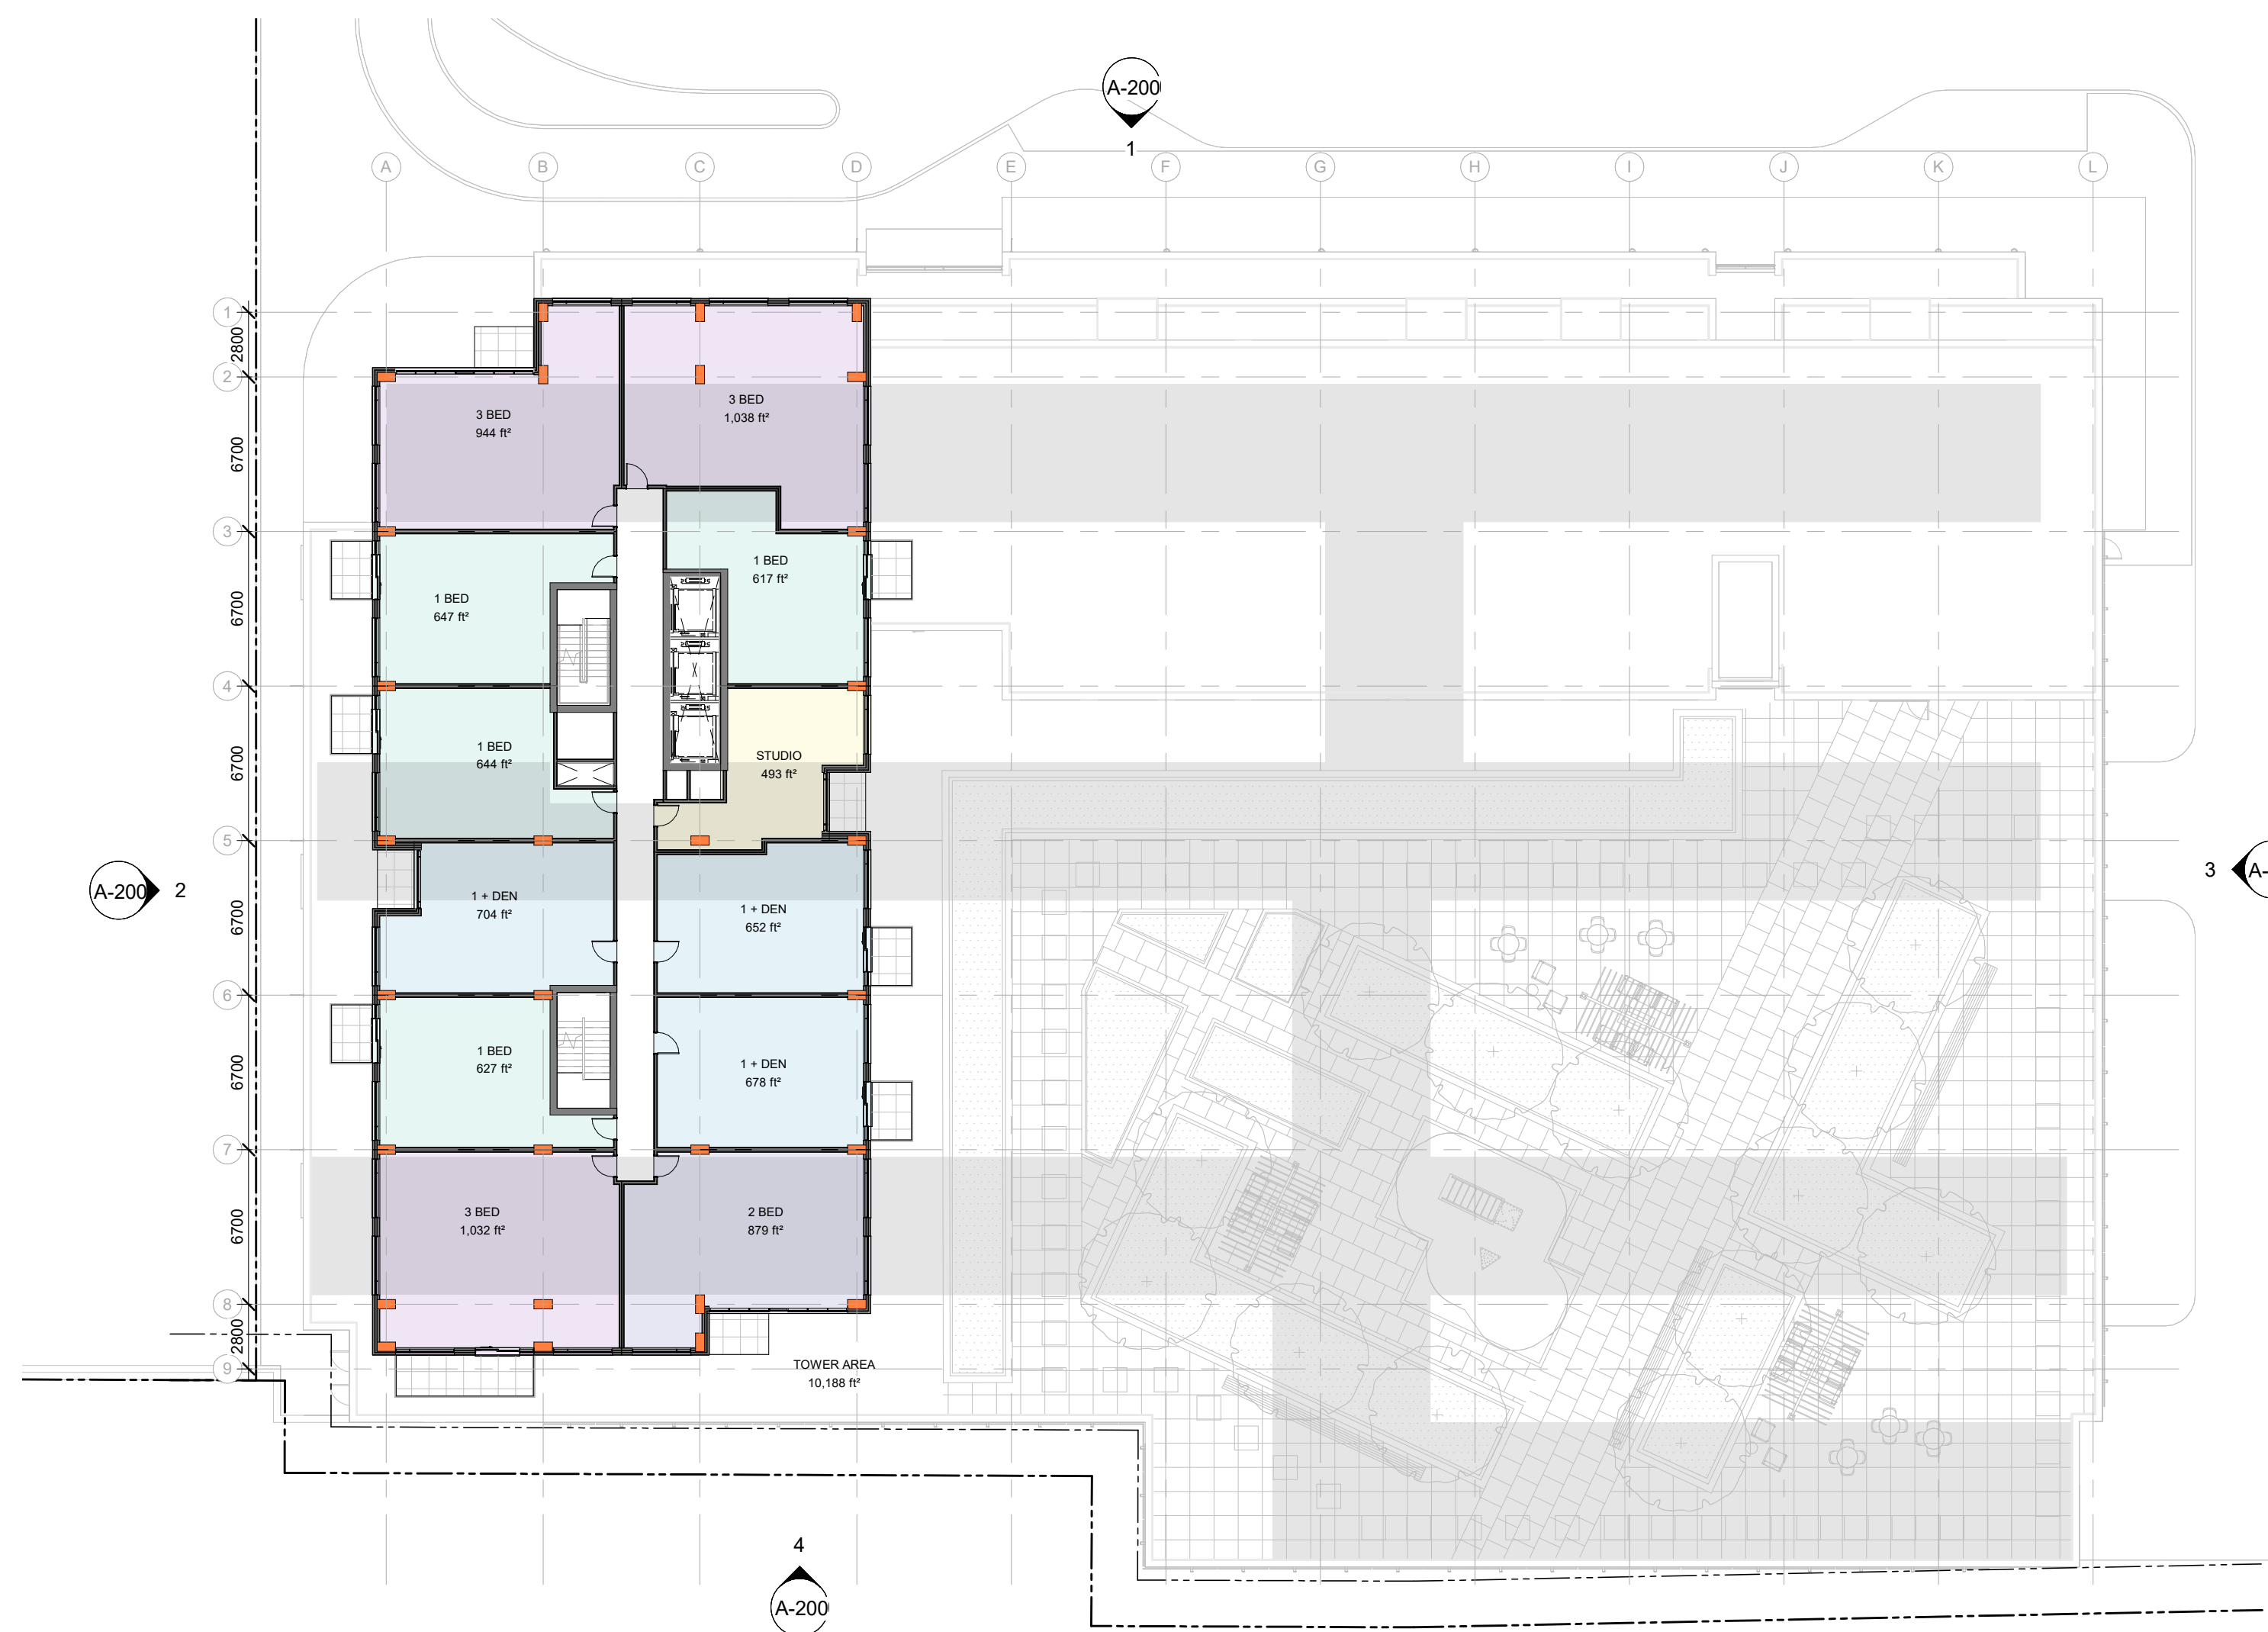 A-200
1
A
B
C
D
E
F
G
H
I
J
K
L
1
2800
2
6700
3
6700
4
6700
5
6700
6
6700
7
6700
8
2800
9
3 BED
944 ft²
3 BED
1,038 ft²
1 BED
617 ft²
1 BED
647 ft²
1 BED
644 ft²
STUDIO
493 ft²
1 + DEN
704 ft²
1 + DEN
652 ft²
1 BED
627 ft²
1 + DEN
678 ft²
3 BED
1,032 ft²
2 BED
879 ft²
TOWER AREA
10,188 ft²
A-200
2
3
A-
4
A-200